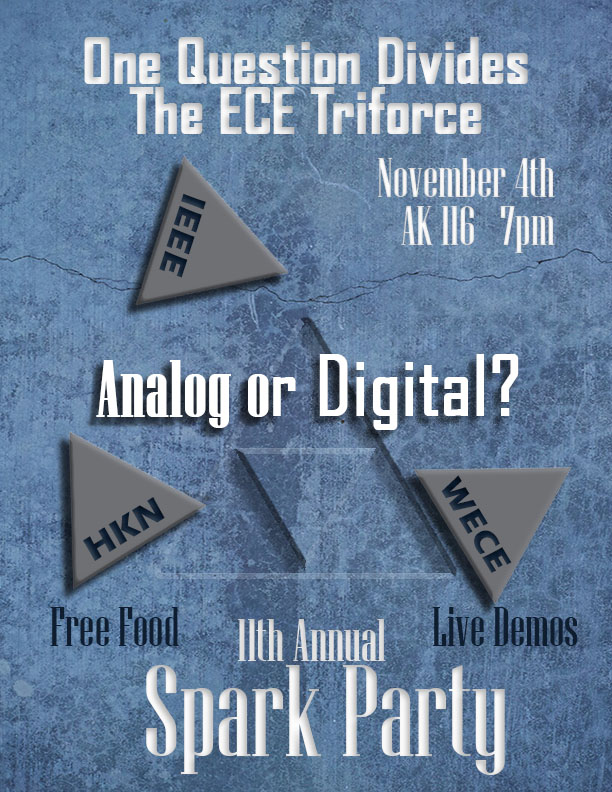 One Question Divides
The ECE Triforce
November 4th
AK 116 7pm
IEEE
Analog or Digital?
HKN
WECE
Free Food
Live Demos
11th Annual
Spark Party